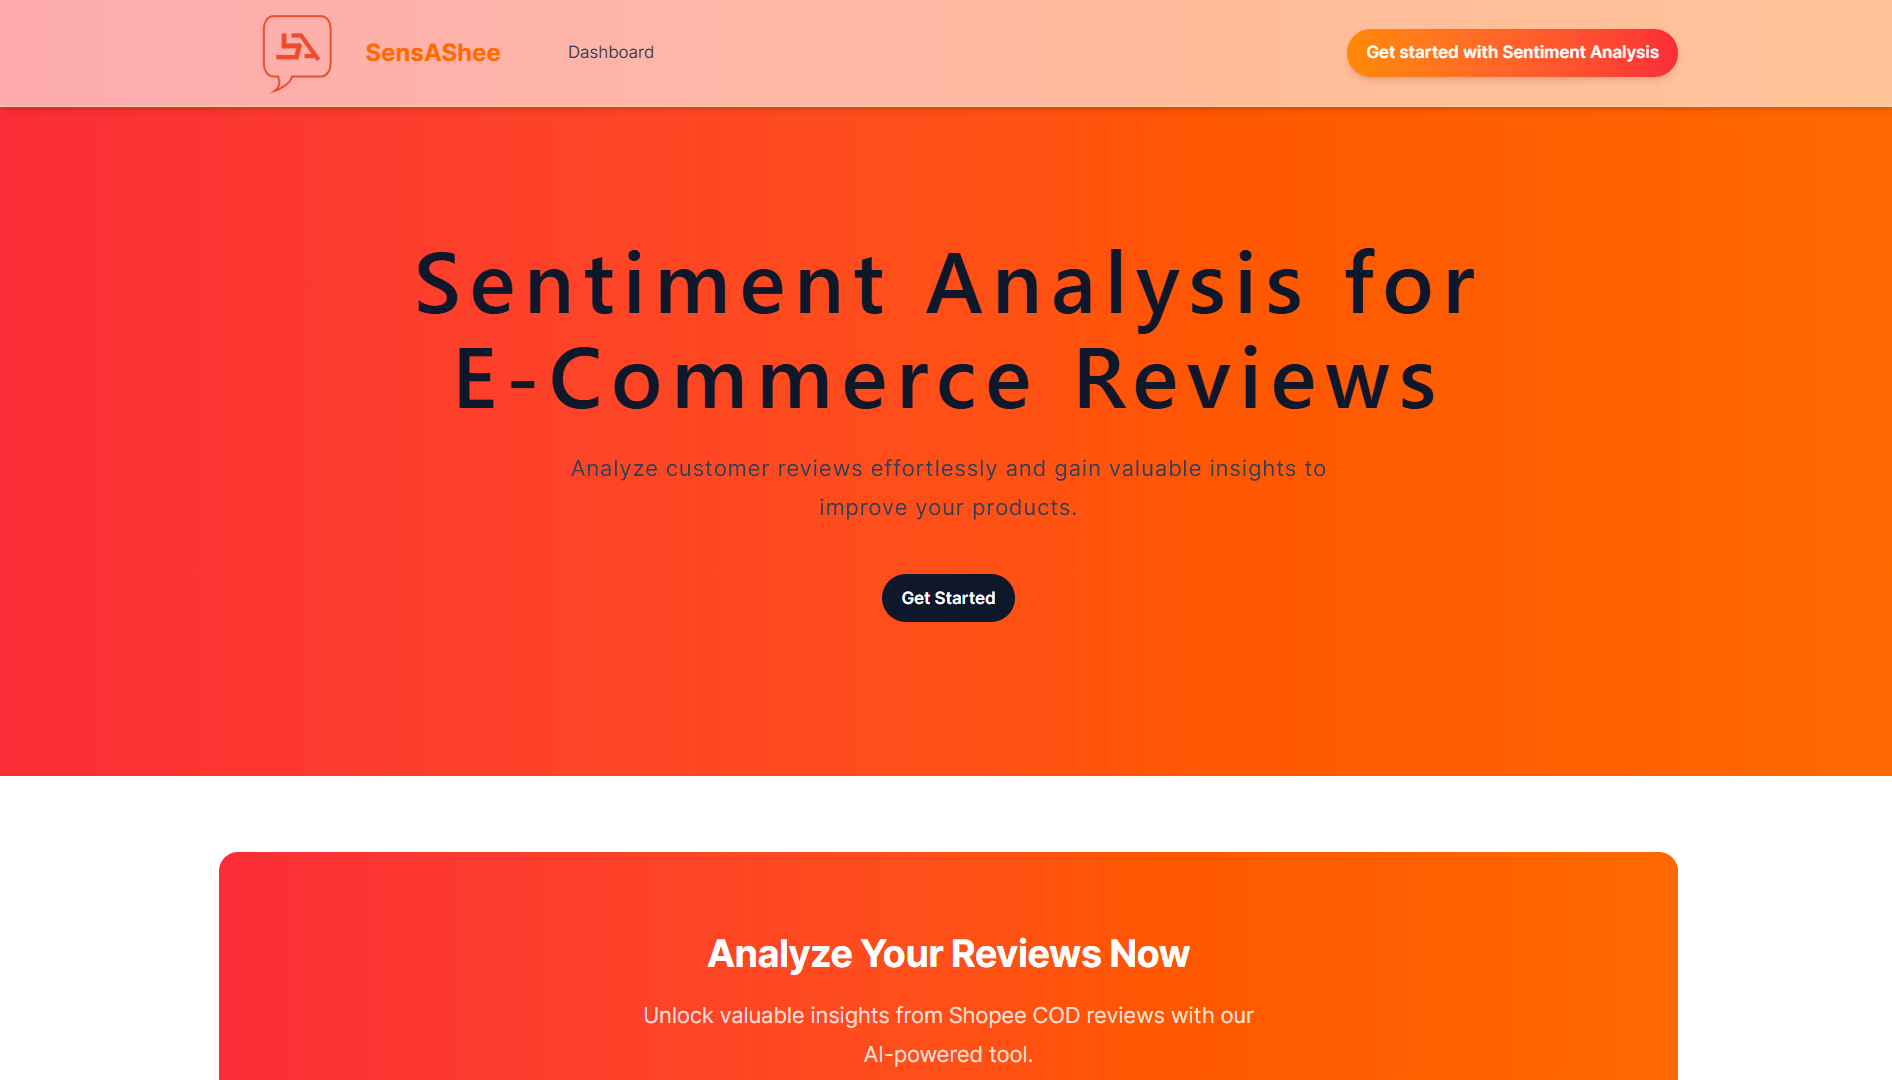 SensAShee
Dashboard
Get started with Sentiment Analysis
Sentiment Analysis for
E-Commerce Reviews
Analyze customer reviews effortlessly and gain valuable insights to
improve your products.
Get Started
Analyze Your Reviews Now
Unlock valuable insights from Shopee COD reviews with our
AI-powered tool.